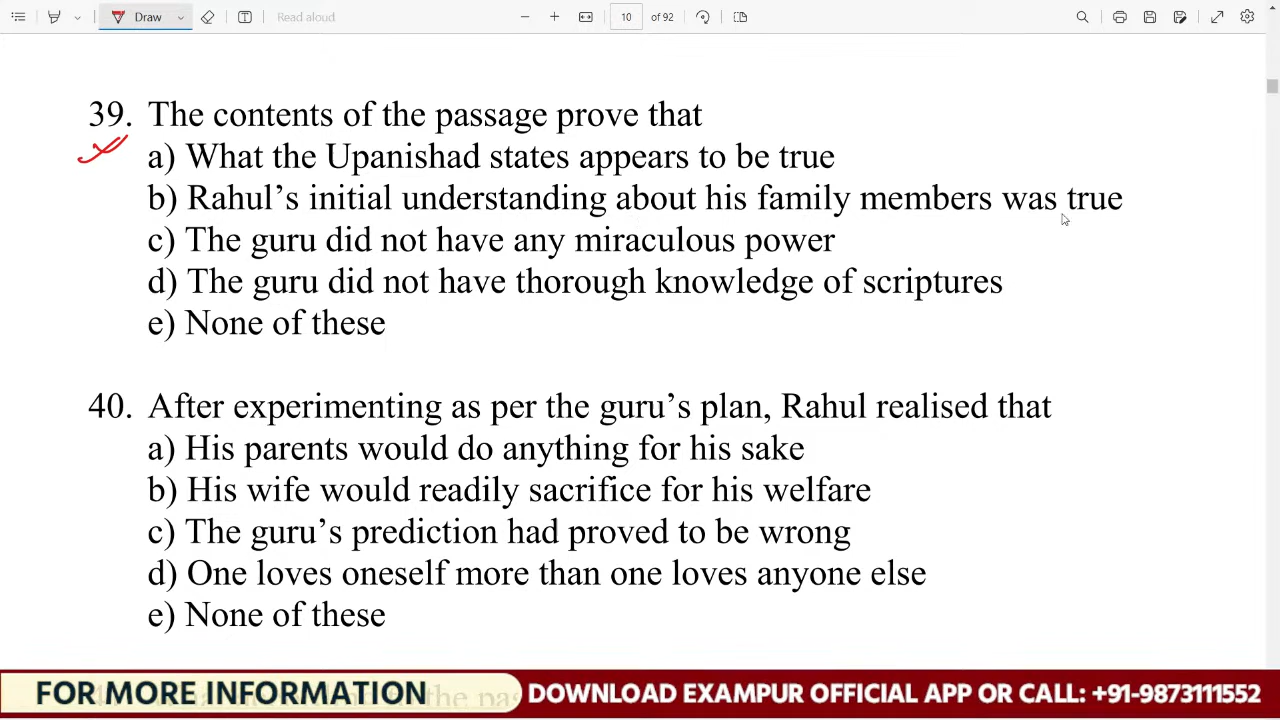 Draw
Read aloud
10
of 92
39. The contents of the passage prove that
a) What the Upanishad states appears to be true
b) Rahul’s initial understanding about his family members was true
c) The guru did not have any miraculous power
d) The guru did not have thorough knowledge of scriptures
e) None of these
40. After experimenting as per the guru’s plan, Rahul realised that
a) His parents would do anything for his sake
b) His wife would readily sacrifice for his welfare
c) The guru’s prediction had proved to be wrong
d) One loves oneself more than one loves anyone else
e) None of these
FOR MORE INFORMATION
DOWNLOAD EXAMPUR OFFICIAL APP OR CALL: +91-9873111552